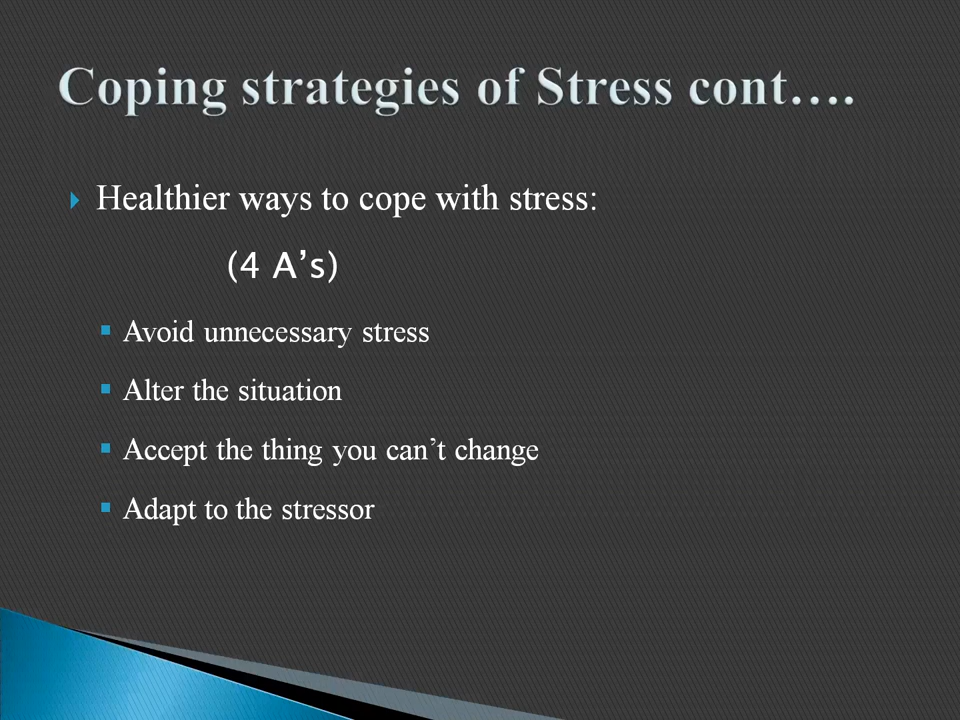 Coping strategies of Stress cont….
Healthier ways to cope with stress:
(4 A’s)
Avoid unnecessary stress
Alter the situation
Accept the thing you can’t change
Adapt to the stressor